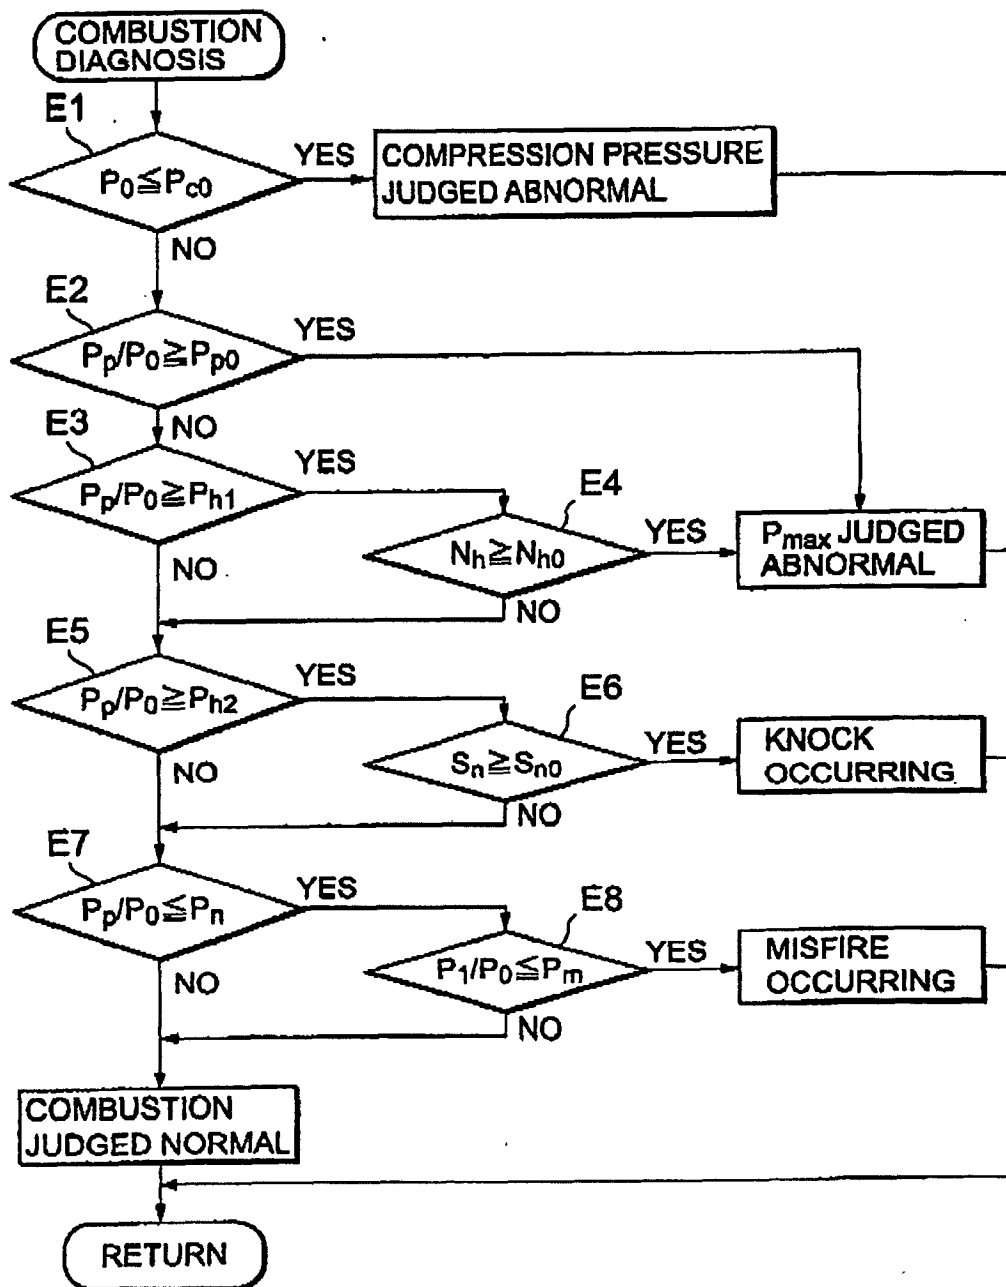 COMBUSTION
DIAGNOSIS
E1
P0≦Pc0
YES
COMPRESSION PRESSURE
JUDGED ABNORMAL
NO
E2
Pp/P0≧Pp0
YES
NO
E3
Pp/P0≧Ph1
YES
E4
Nh≧Nh0
YES
Pmax JUDGED
ABNORMAL
NO
NO
E5
Pp/P0≧Ph2
YES
E6
Sn≧Sn0
YES
KNOCK
OCCURRING
NO
NO
E7
Pp/P0≦Pn
YES
E8
P1/P0≦Pm
YES
MISFIRE
OCCURRING
NO
NO
COMBUSTION
JUDGED NORMAL
RETURN